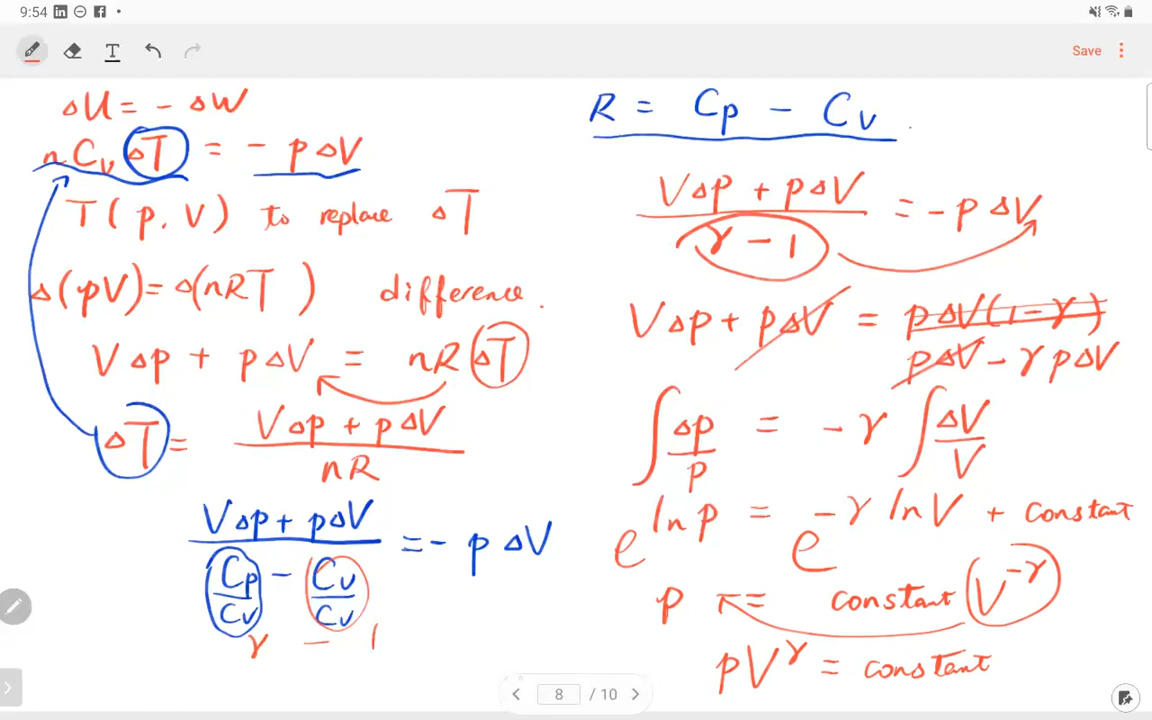 9:54
Save
ΔU = - ΔW
nCv ΔT = - pΔV
T(p, V) to replace ΔT
Δ(pV) = Δ(nRT) difference.
VΔp + pΔV = nR ΔT
ΔT = (VΔp + pΔV) / nR
(VΔp + pΔV) / (Cp/Cv - Cv/Cv) = - pΔV
γ - 1
R = Cp - Cv
(VΔp + pΔV) / (γ - 1) = - pΔV
VΔp + pΔV = pΔV(1-γ)
pΔV - γpΔV
∫ Δp/p = - γ ∫ ΔV/V
e^(ln p) = e^(-γ ln V + constant)
p = constant V^-γ
pV^γ = constant
8 / 10